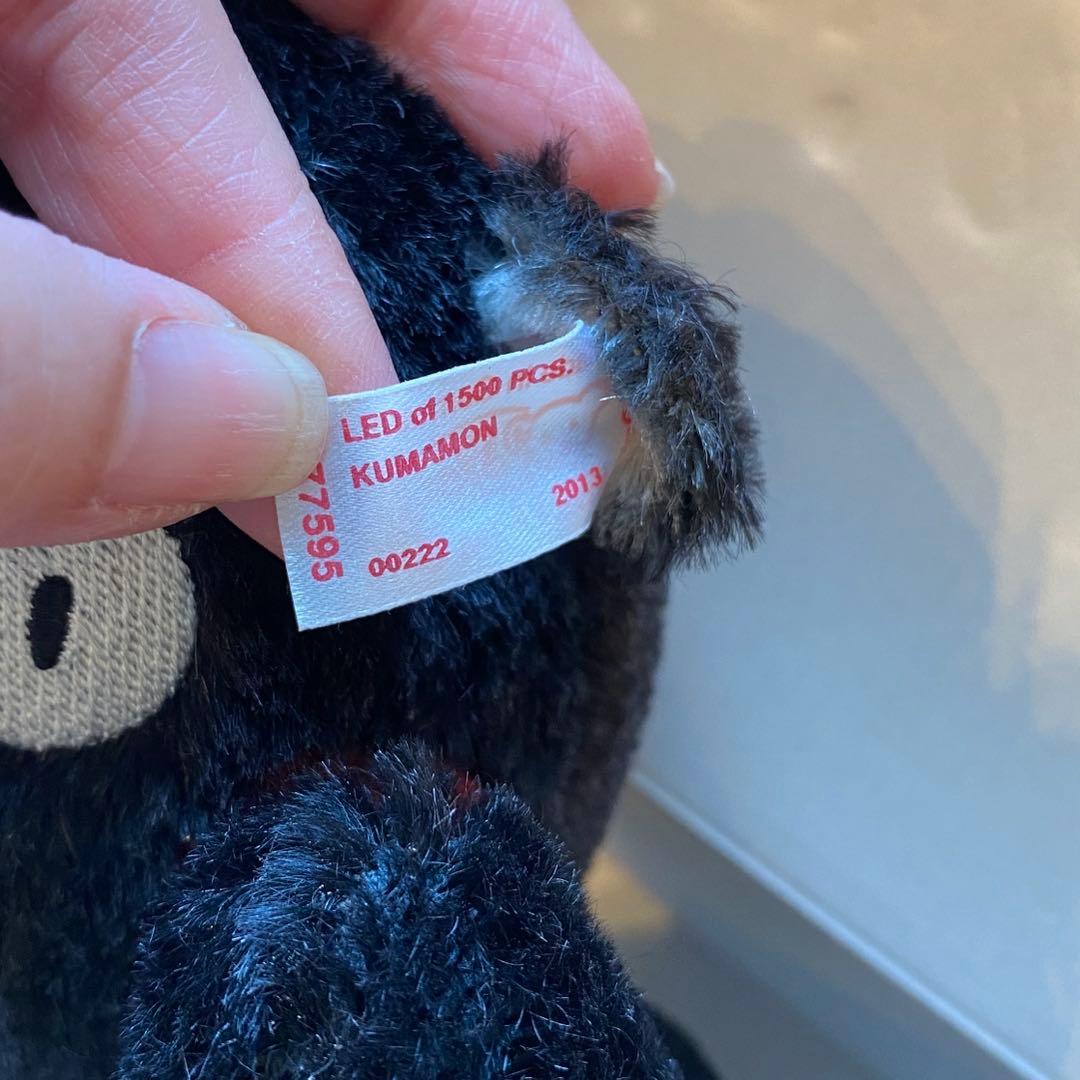 LED of 1500 PCS.
KUMAMON
2013
00222
77595